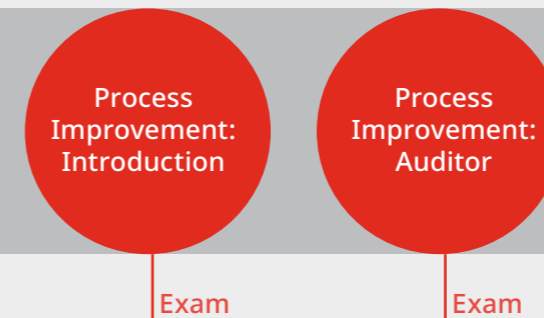 Process
Improvement:
Introduction
Process
Improvement:
Auditor
Exam
Exam